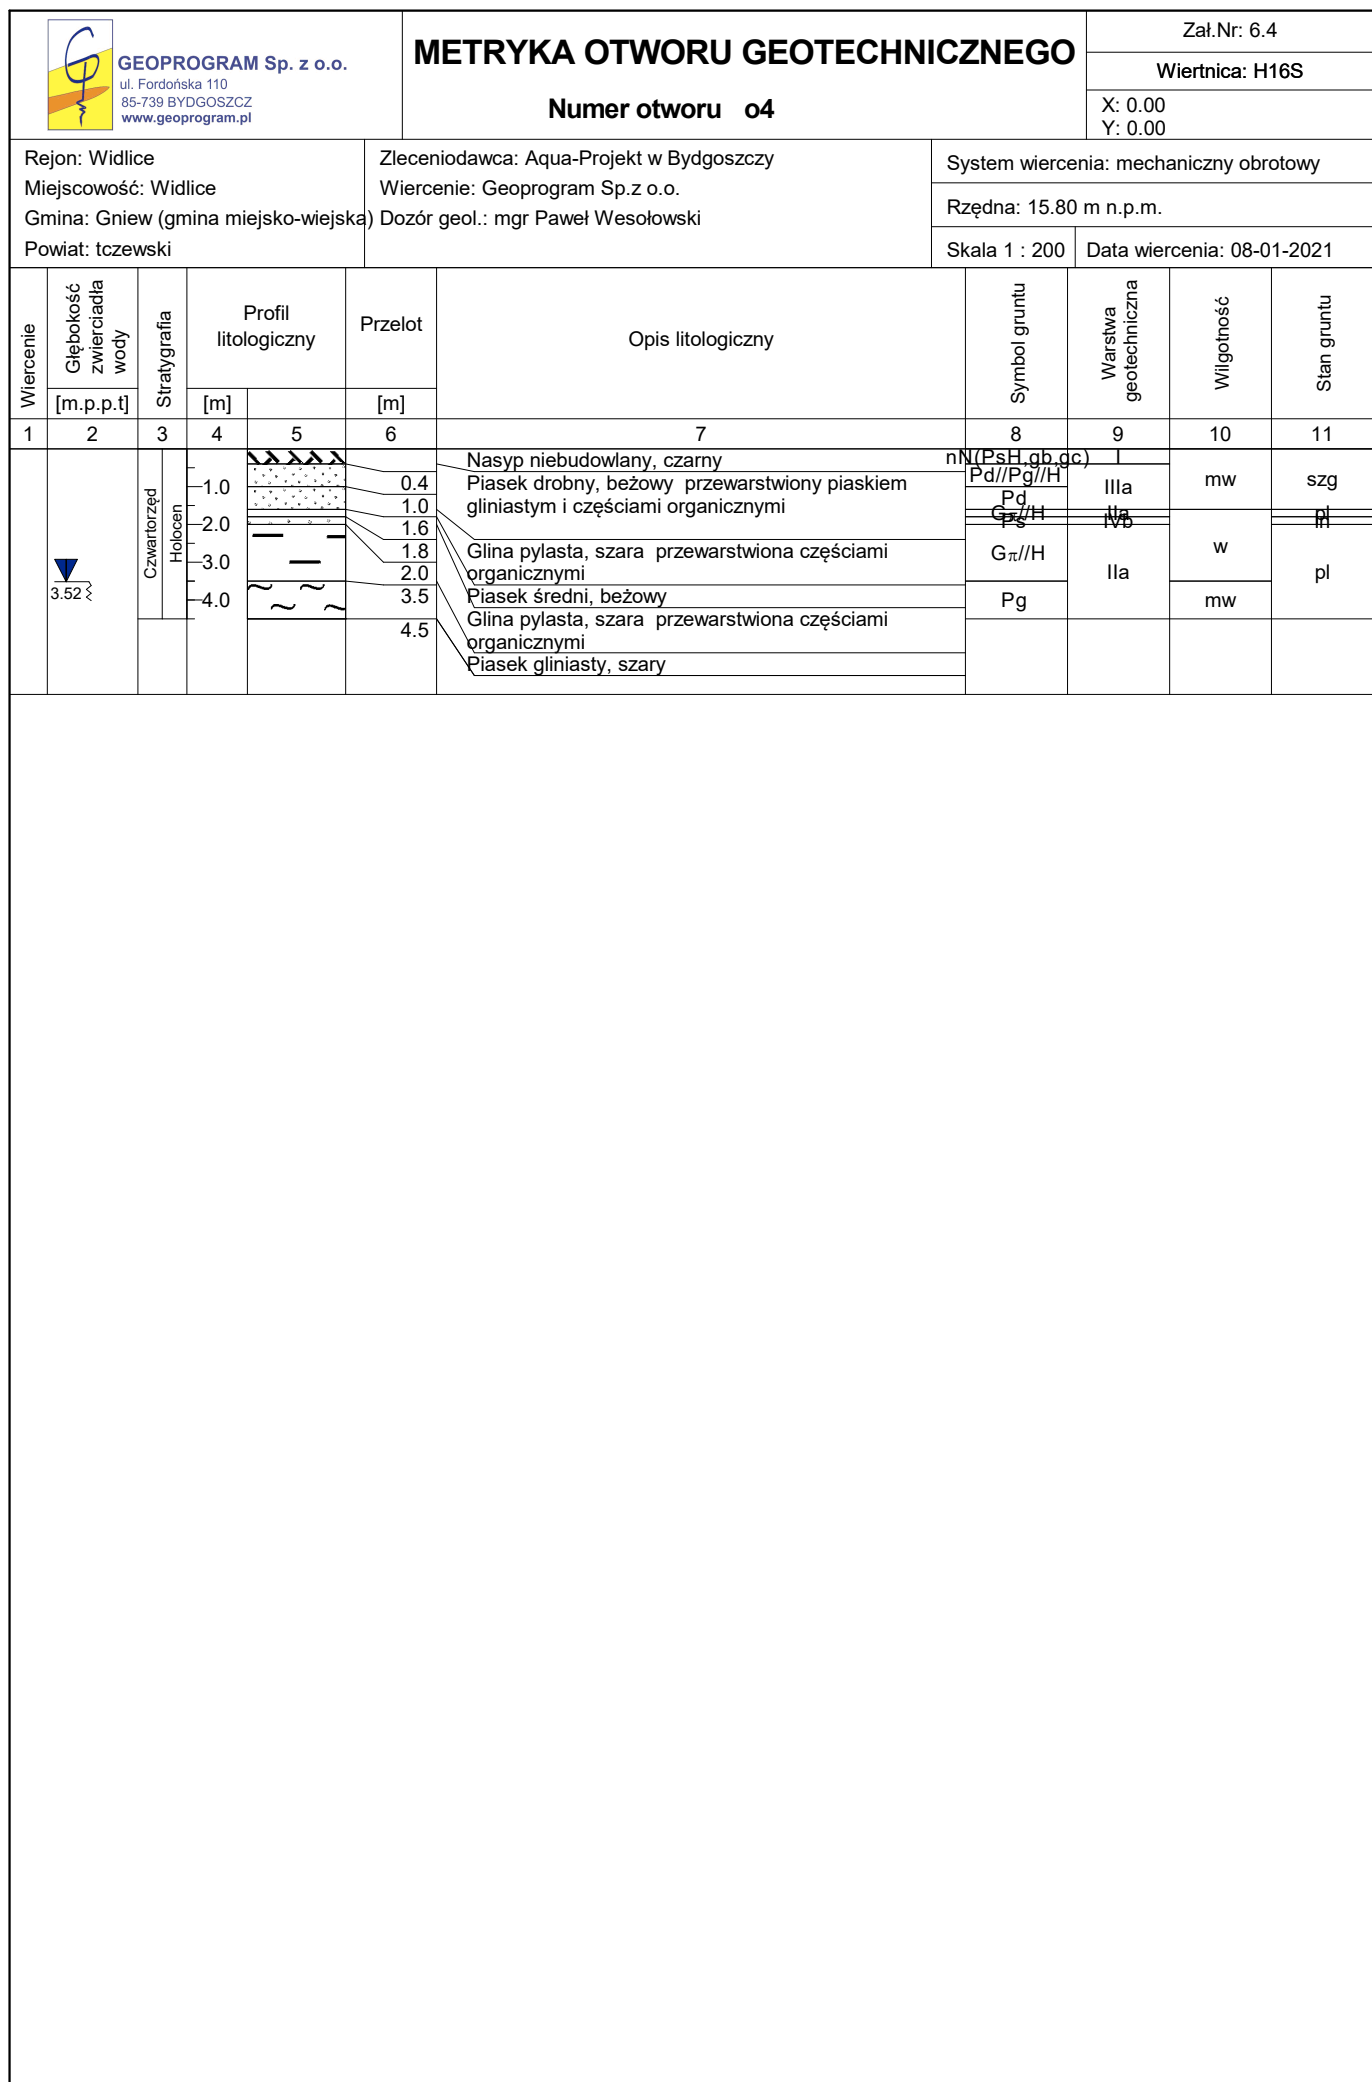 GEOPROGRAM Sp. z o.o.
ul. Fordońska 110
85-739 BYDGOSZCZ
www.geoprogram.pl
METRYKA OTWORU GEOTECHNICZNEGO
Numer otworu o4
Zał.Nr: 6.4
Wiertnica: H16S
X: 0.00
Y: 0.00
Rejon: Widlice
Miejscowość: Widlice
Gmina: Gniew (gmina miejsko-wiejska)
Powiat: tczewski
Zleceniodawca: Aqua-Projekt w Bydgoszczy
Wiercenie: Geoprogram Sp.z o.o.
Dozór geol.: mgr Paweł Wesołowski
System wiercenia: mechaniczny obrotowy
Rzędna: 15.80 m n.p.m.
Skala 1 : 200
Data wiercenia: 08-01-2021
Wiercenie
Głębokość
zwierciadła
wody
[m.p.p.t]
Stratygrafia
Profil
litologiczny
[m]
Przelot
[m]
Opis litologiczny
Symbol gruntu
Warstwa
geotechniczna
Wilgotność
Stan gruntu
1 2 3 4 5 6 7 8 9 10 11
3.52
Czwartorzęd
Holocen
1.0
2.0
3.0
4.0
0.4
1.0
1.6
1.8
2.0
3.5
4.5
Nasyp niebudowlany, czarny
Piasek drobny, beżowy przewarstwiony piaskiem
gliniastym i częściami organicznymi
Glina pylasta, szara przewarstwiona częściami
organicznymi
Piasek średni, beżowy
Glina pylasta, szara przewarstwiona częściami
organicznymi
Piasek gliniasty, szary
nN(PsH,gb,gc)
Pd//Pg//H
Pd
Gπ//H
Ps
Gπ//H
Pg
I
IIIa
IIa
IVb
IIa
mw
w
mw
szg
pl
ln
pl